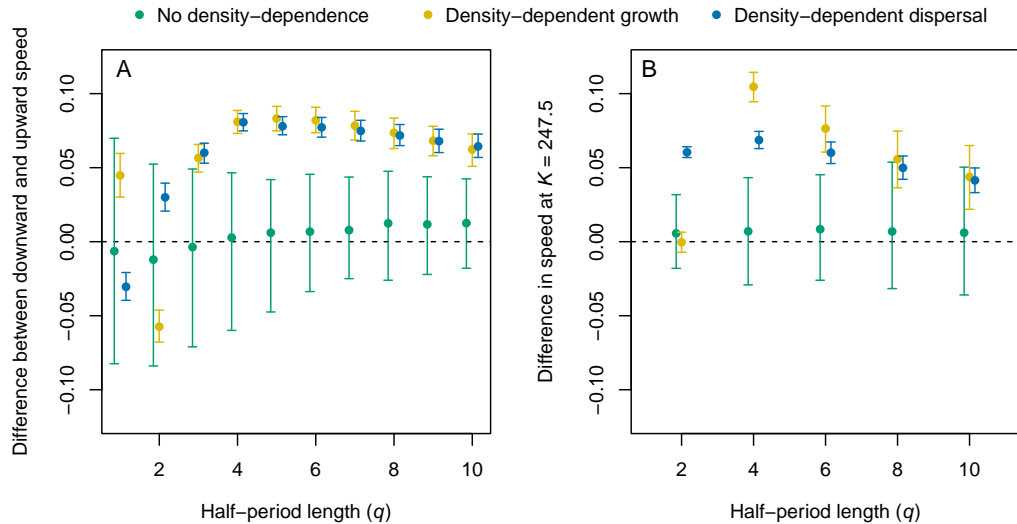 No density−dependence
Density−dependent growth
Density−dependent dispersal
A
Difference between downward and upward speed
0.10
0.05
0.00
−0.05
−0.10
2 4 6 8 10
Half−period length (q)
B
Difference in speed at K = 247.5
0.10
0.05
0.00
−0.05
−0.10
2 4 6 8 10
Half−period length (q)